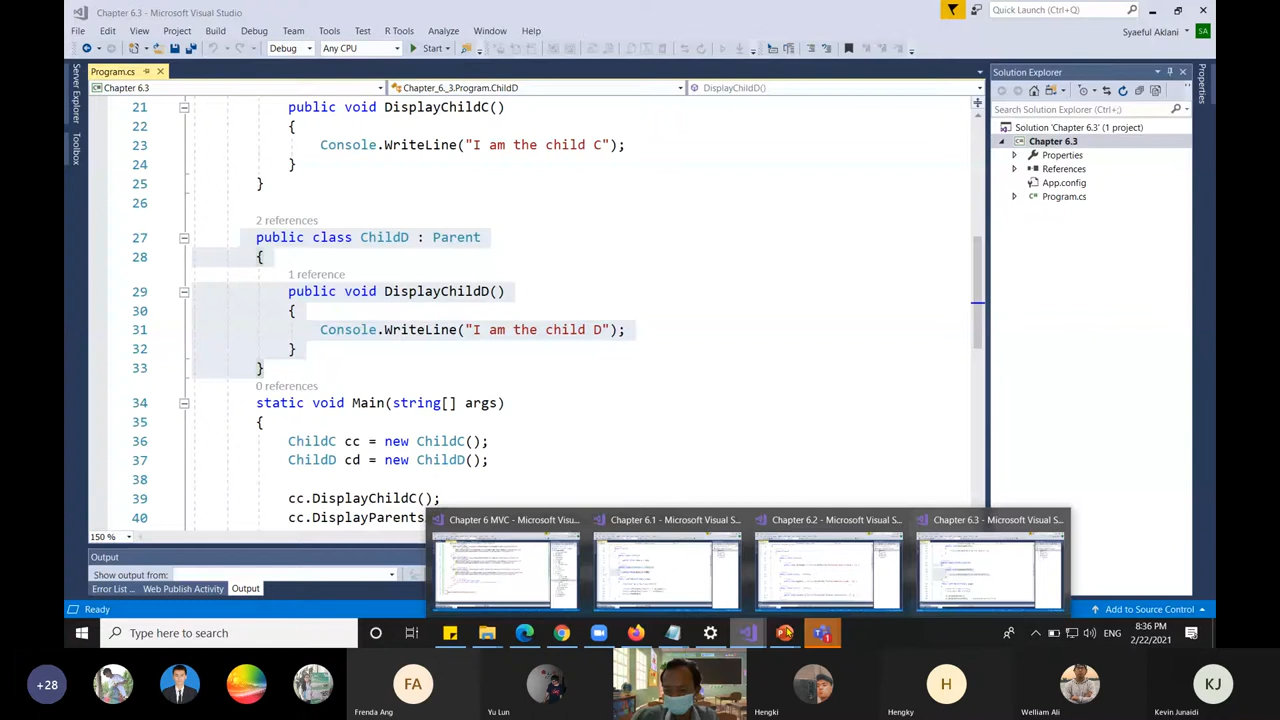 Chapter 6.3 - Microsoft Visual Studio
Quick Launch (Ctrl+Q)
File Edit View Project Build Debug Team Tools Test R Tools Analyze Window Help
Syaeful Aklani SA
Debug Any CPU Start
Program.cs
Chapter 6.3 Chapter_6._3.Program.ChildD DisplayChildD()
Server Explorer
Toolbox
Properties
Solution Explorer
Search Solution Explorer (Ctrl+;)
Solution 'Chapter 6.3' (1 project)
Chapter 6.3
Properties
References
App.config
Program.cs
21 public void DisplayChildC()
22 {
23 Console.WriteLine("I am the child C");
24 }
25 }
26
2 references
27 public class ChildD : Parent
28 {
1 reference
29 public void DisplayChildD()
30 {
31 Console.WriteLine("I am the child D");
32 }
33 }
0 references
34 static void Main(string[] args)
35 {
36 ChildC cc = new ChildC();
37 ChildD cd = new ChildD();
38
39 cc.DisplayChildC();
40 cc.DisplayParents
150 %
Chapter 6 MVC - Microsoft Visu...
Chapter 6.1 - Microsoft Visual S...
Chapter 6.2 - Microsoft Visual S...
Chapter 6.3 - Microsoft Visual S...
Output
Show output from:
Error List ... Web Publish Activity Output
Ready
Add to Source Control
Type here to search
ENG
8:36 PM
2/22/2021
+28
FA
H
KJ
Frenda Ang
Yu Lun
Hengki
Hengky
Welliam Ali
Kevin Junaidi